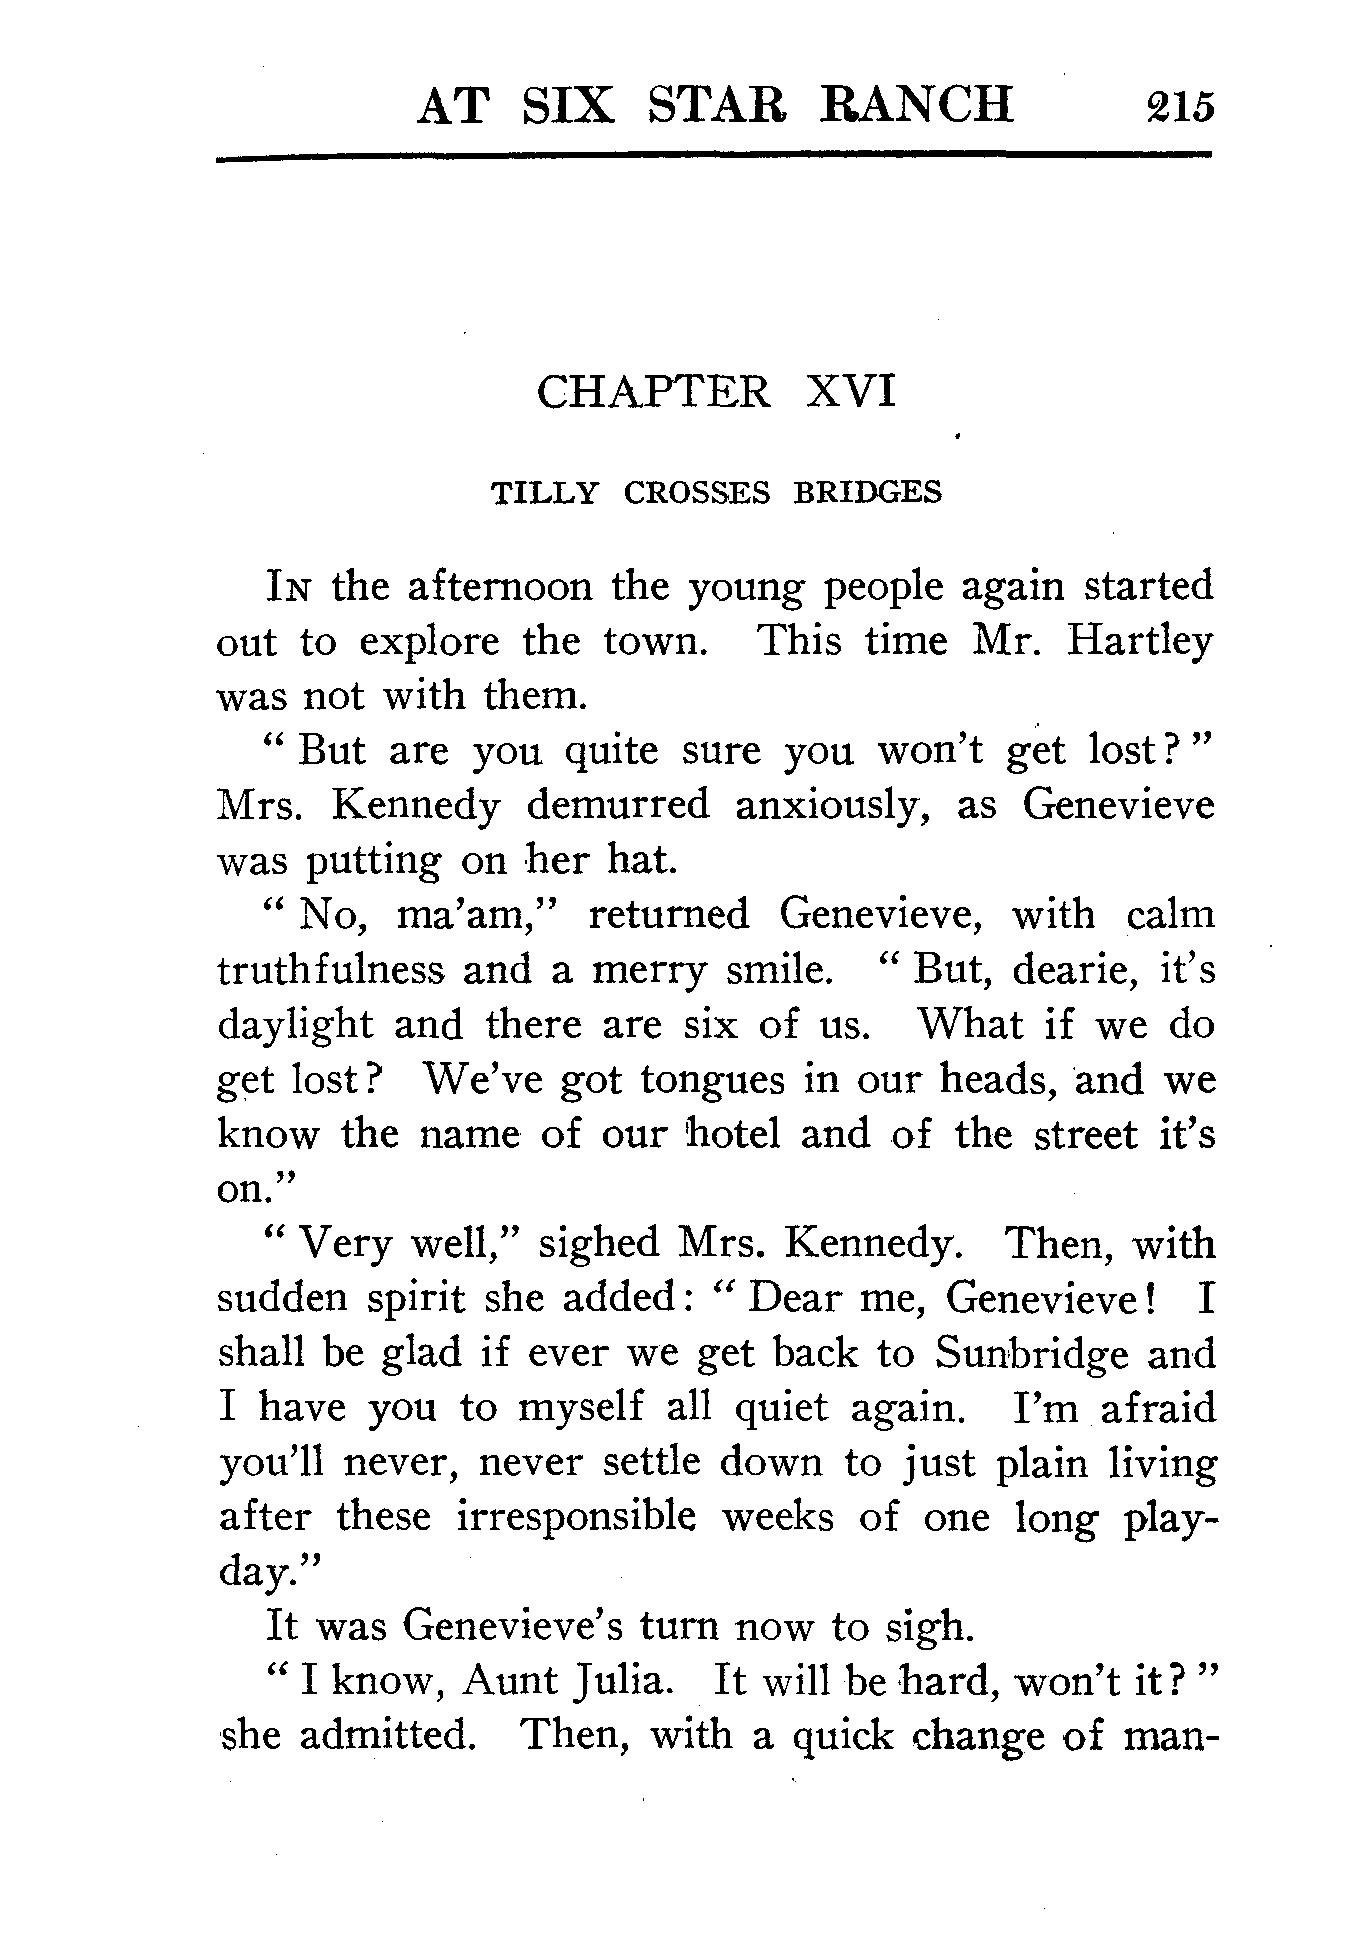 AT SIX STAR RANCH 215
CHAPTER XVI
TILLY CROSSES BRIDGES
IN the afternoon the young people again started
out to explore the town. This time Mr. Hartley
was not with them.
" But are you quite sure you won't get lost? "
Mrs. Kennedy demurred anxiously, as Genevieve
was putting on her hat.
" No, ma'am," returned Genevieve, with calm
truthfulness and a merry smile. " But, dearie, it's
daylight and there are six of us. What if we do
get lost? We've got tongues in our heads, and we
know the name of our hotel and of the street it's
on."
" Very well," sighed Mrs. Kennedy. Then, with
sudden spirit she added: " Dear me, Genevieve! I
shall be glad if ever we get back to Sunbridge and
I have you to myself all quiet again. I'm afraid
you'll never, never settle down to just plain living
after these irresponsible weeks of one long play-
day."
It was Genevieve's turn now to sigh.
" I know, Aunt Julia. It will be hard, won't it? "
she admitted. Then, with a quick change of man-